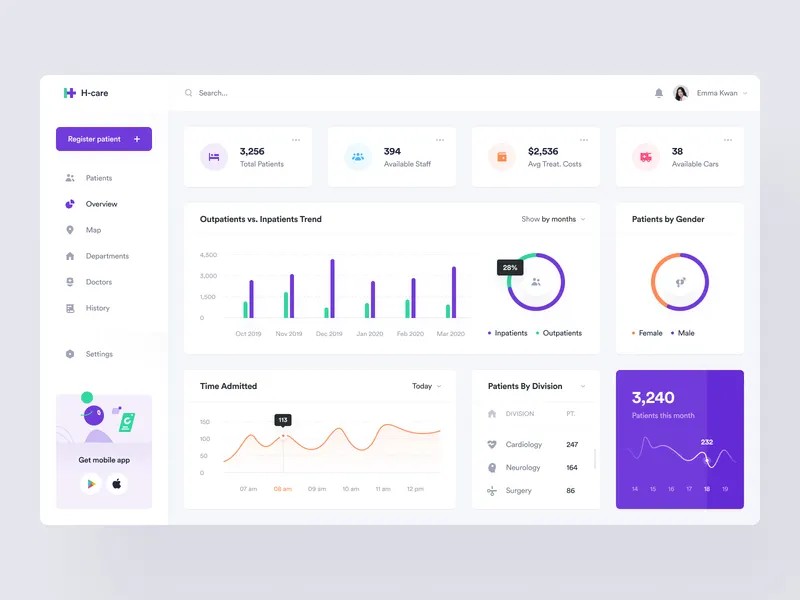 H-care
Search...
Emma Kwan
Register patient +
Patients
Overview
Map
Departments
Doctors
History
Settings
Get mobile app
3,256
Total Patients
394
Available Staff
$2,536
Avg Treat. Costs
38
Available Cars
Outpatients vs. Inpatients Trend
Show by months
4,500
3,000
1,500
0
Oct 2019 Nov 2019 Dec 2019 Jan 2020 Feb 2020 Mar 2020
28%
Inpatients Outpatients
Patients by Gender
Female Male
Time Admitted
Today
150
100
50
0
113
07 am 08 am 09 am 10 am 11 am 12 pm
Patients By Division
DIVISION PT.
Cardiology 247
Neurology 164
Surgery 86
3,240
Patients this month
232
14 15 16 17 18 19